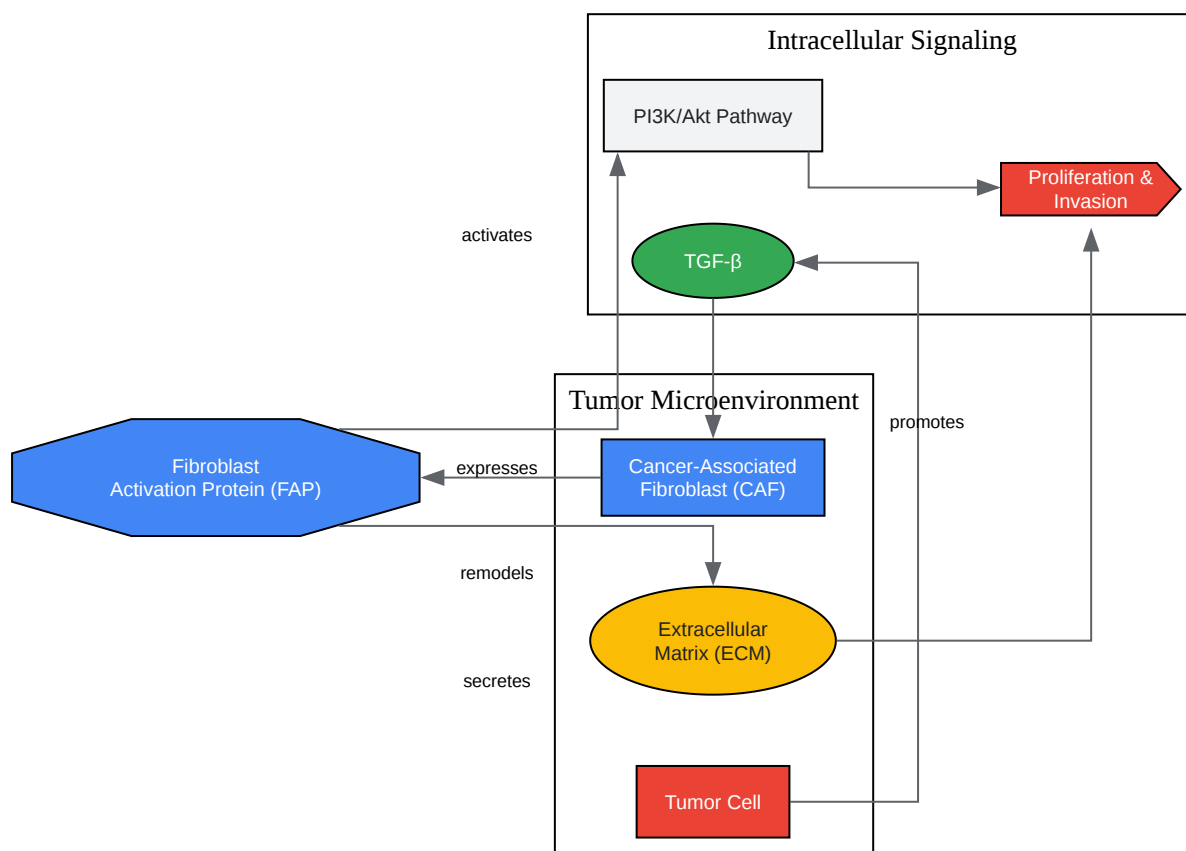 Intracellular Signaling
PI3K/Akt Pathway
Proliferation &
Invasion
activates
TGF-β
Tumor Microenvironment
promotes
Fibroblast
Activation Protein (FAP)
expresses
Cancer-Associated
Fibroblast (CAF)
remodels
Extracellular
Matrix (ECM)
secretes
Tumor Cell